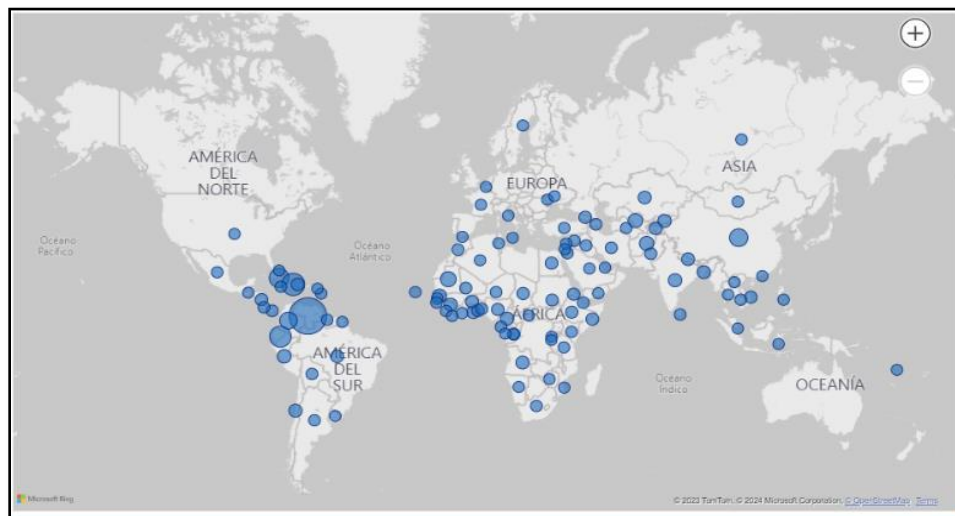 +
−
AMÉRICA
DEL
NORTE
EUROPA
ASIA
Océano
Pacífico
Océano
Atlántico
ÁFRICA
AMÉRICA
DEL
SUR
Océano
Índico
OCEANÍA
Microsoft Bing
© 2023 TomTom, © 2024 Microsoft Corporation, © OpenStreetMap Terms